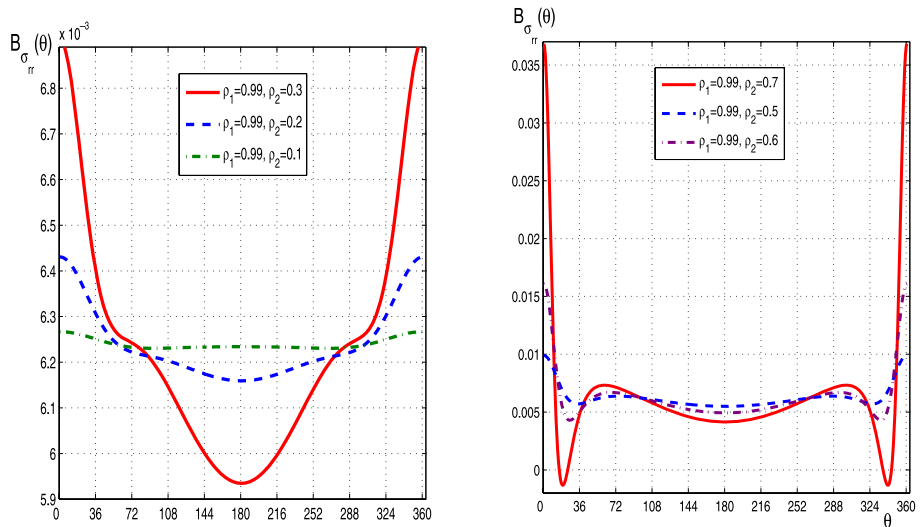 B_σ_rr (θ)
x 10⁻³
6.8
6.7
6.6
6.5
6.4
6.3
6.2
6.1
6
5.9
0 36 72 108 144 180 216 252 288 324 360
ρ₁=0.99, ρ₂=0.3
ρ₁=0.99, ρ₂=0.2
ρ₁=0.99, ρ₂=0.1
B_σ_rr (θ)
0.035
0.03
0.025
0.02
0.015
0.01
0.005
0
0 36 72 108 144 180 216 252 288 324 360
θ
ρ₁=0.99, ρ₂=0.7
ρ₁=0.99, ρ₂=0.5
ρ₁=0.99, ρ₂=0.6